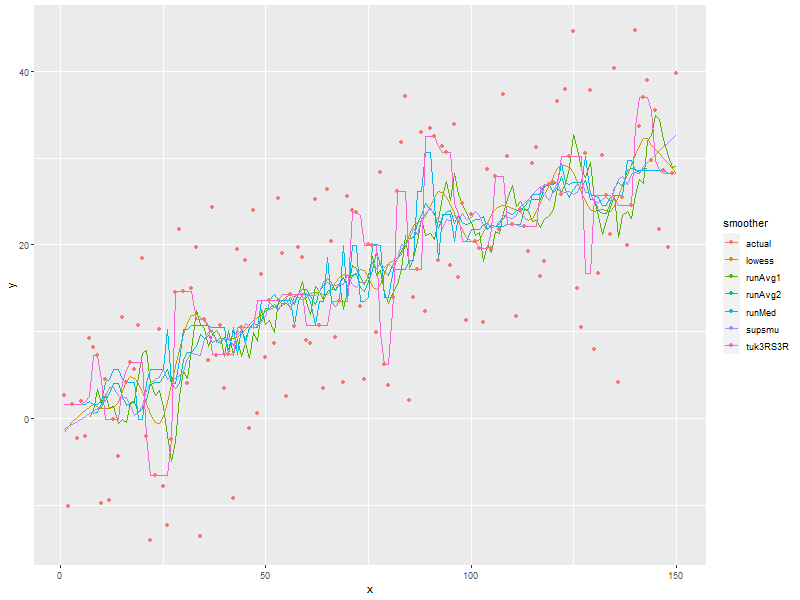 40
20
0
y
0
50
100
150
x
smoother
actual
lowess
runAvg1
runAvg2
runMed
supsmu
tuk3RS3R